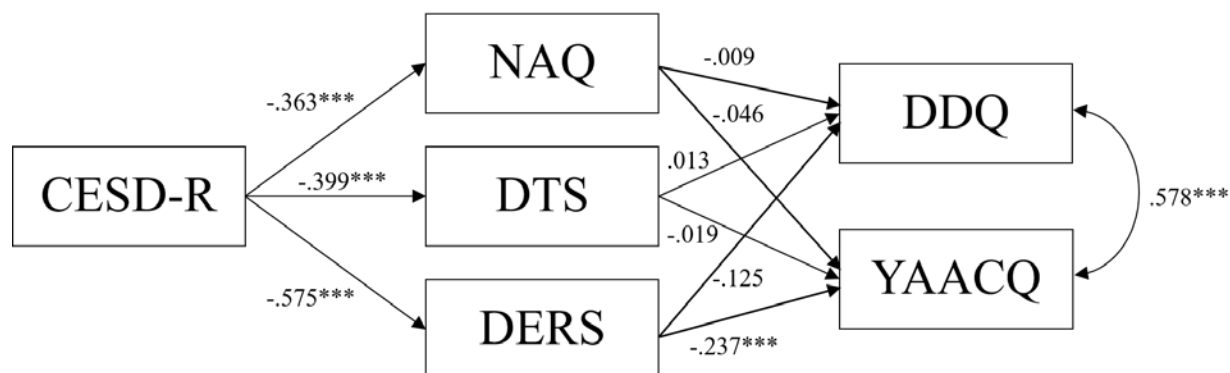 NAQ
-.009
-.363***
-.046
DDQ
CESD-R
-.399***
DTS
.013
-.019
.578***
-.575***
DERS
-.125
-.237***
YAACQ